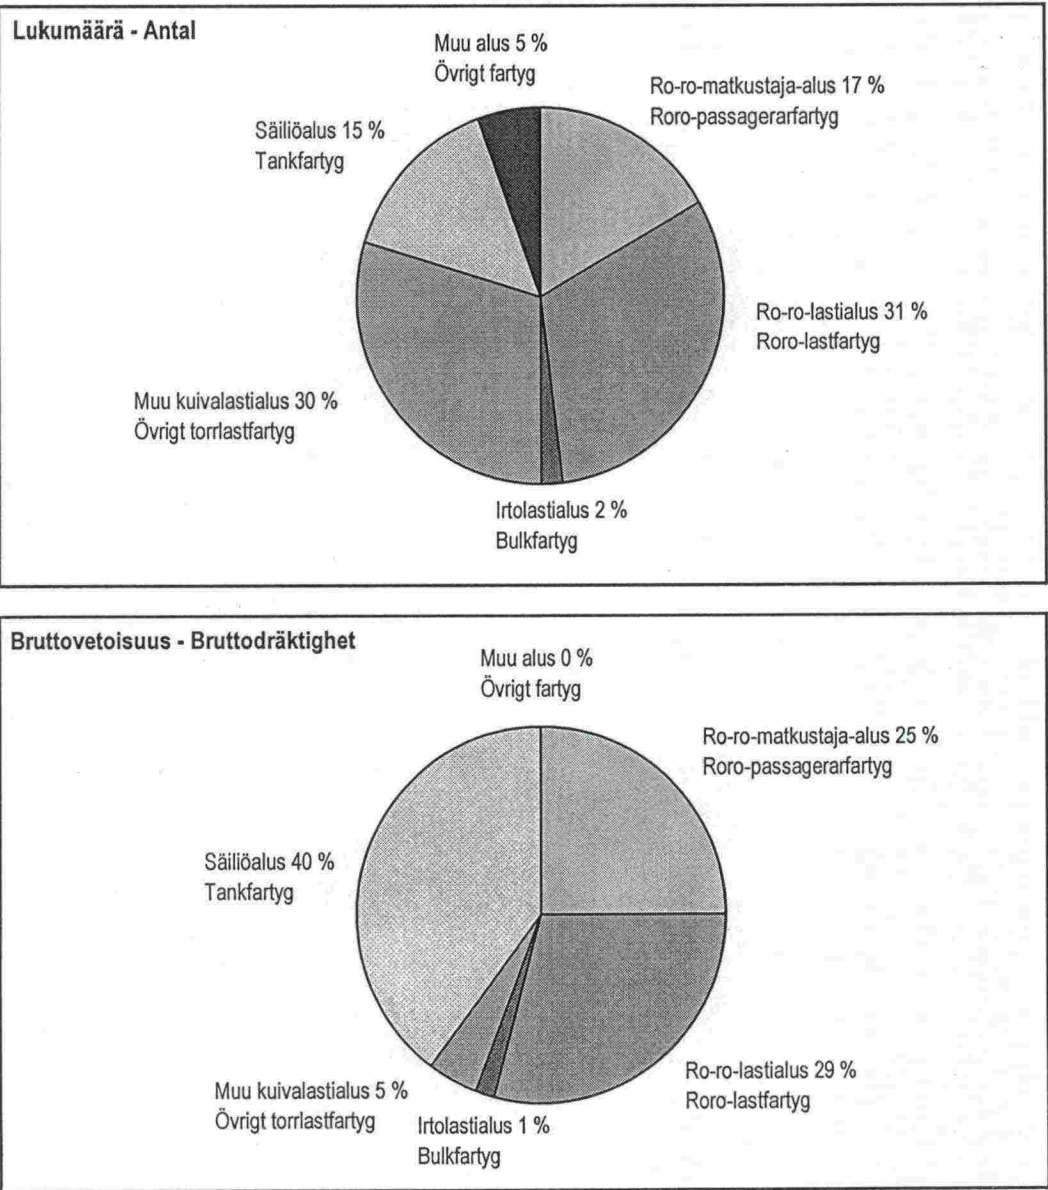 Lukumäärä - Antal
Muu alus 5 %
Övrigt fartyg
Ro-ro-matkustaja-alus 17 %
Roro-passagerarfartyg
Säiliöalus 15 %
Tankfartyg
Ro-ro-lastialus 31 %
Roro-lastfartyg
Muu kuivalastialus 30 %
Övrigt torrlastfartyg
Irtolastialus 2 %
Bulkfartyg
Bruttovetoisuus - Bruttodräktighet
Muu alus 0 %
Övrigt fartyg
Ro-ro-matkustaja-alus 25 %
Roro-passagerarfartyg
Säiliöalus 40 %
Tankfartyg
Ro-ro-lastialus 29 %
Roro-lastfartyg
Muu kuivalastialus 5 %
Övrigt torrlastfartyg
Irtolastialus 1 %
Bulkfartyg